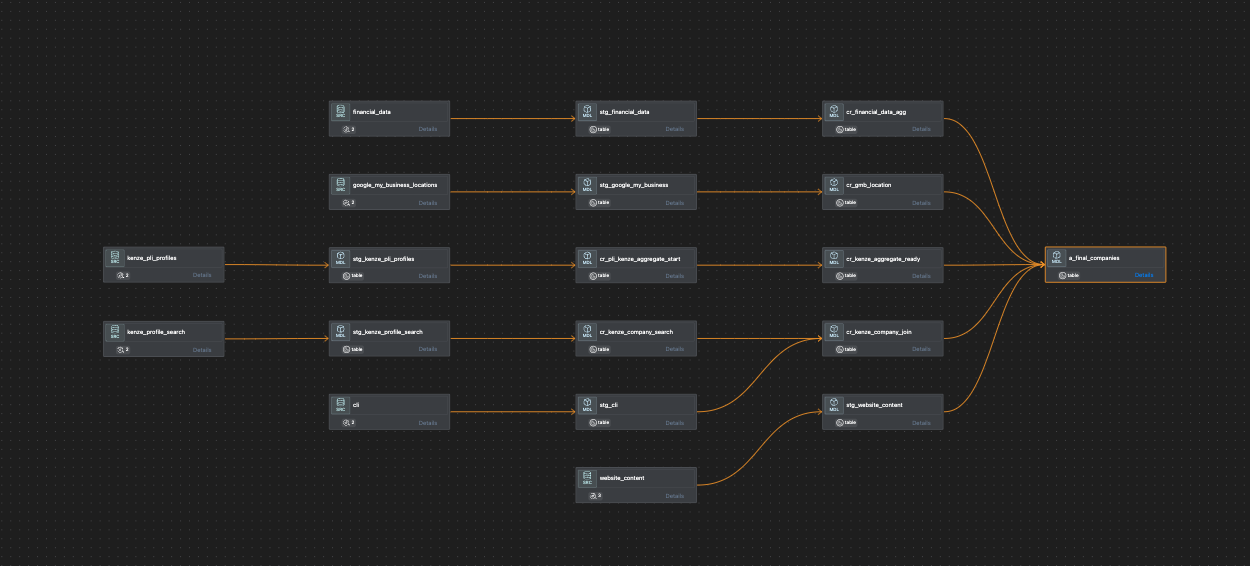 financial_data
SRC
2
Details
stg_financial_data
MDL
table
Details
cr_financial_data_agg
MDL
table
Details
google_my_business_locations
SRC
2
Details
stg_google_my_business
MDL
table
Details
cr_gmb_location
MDL
table
Details
kenze_pli_profiles
SRC
2
Details
stg_kenze_pli_profiles
MDL
table
Details
cr_pli_kenze_aggregate_start
MDL
table
Details
cr_kenze_aggregate_ready
MDL
table
Details
a_final_companies
MDL
table
Details
kenze_profile_search
SRC
2
Details
stg_kenze_profile_search
MDL
table
Details
cr_kenze_company_search
MDL
table
Details
cr_kenze_company_join
MDL
table
Details
cli
SRC
2
Details
stg_cli
MDL
table
Details
stg_website_content
MDL
table
Details
website_content
SRC
3
Details